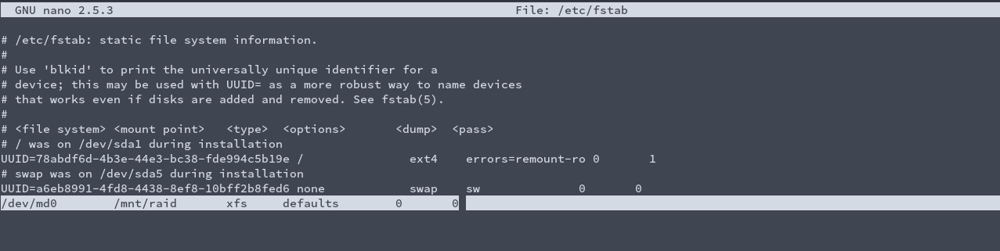 GNU nano 2.5.3 File: /etc/fstab
# /etc/fstab: static file system information.
#
# Use 'blkid' to print the universally unique identifier for a
# device; this may be used with UUID= as a more robust way to name devices
# that works even if disks are added and removed. See fstab(5).
#
# <file system> <mount point>   <type>  <options>       <dump>  <pass>
# / was on /dev/sda1 during installation
UUID=78abdf6d-4b3e-44e3-bc38-fde994c5b19e /               ext4    errors=remount-ro 0       1
# swap was on /dev/sda5 during installation
UUID=a6eb8991-4fd8-4438-8ef8-10bff2b8fed6 none            swap    sw              0       0
/dev/md0        /mnt/raid       xfs     defaults        0       0